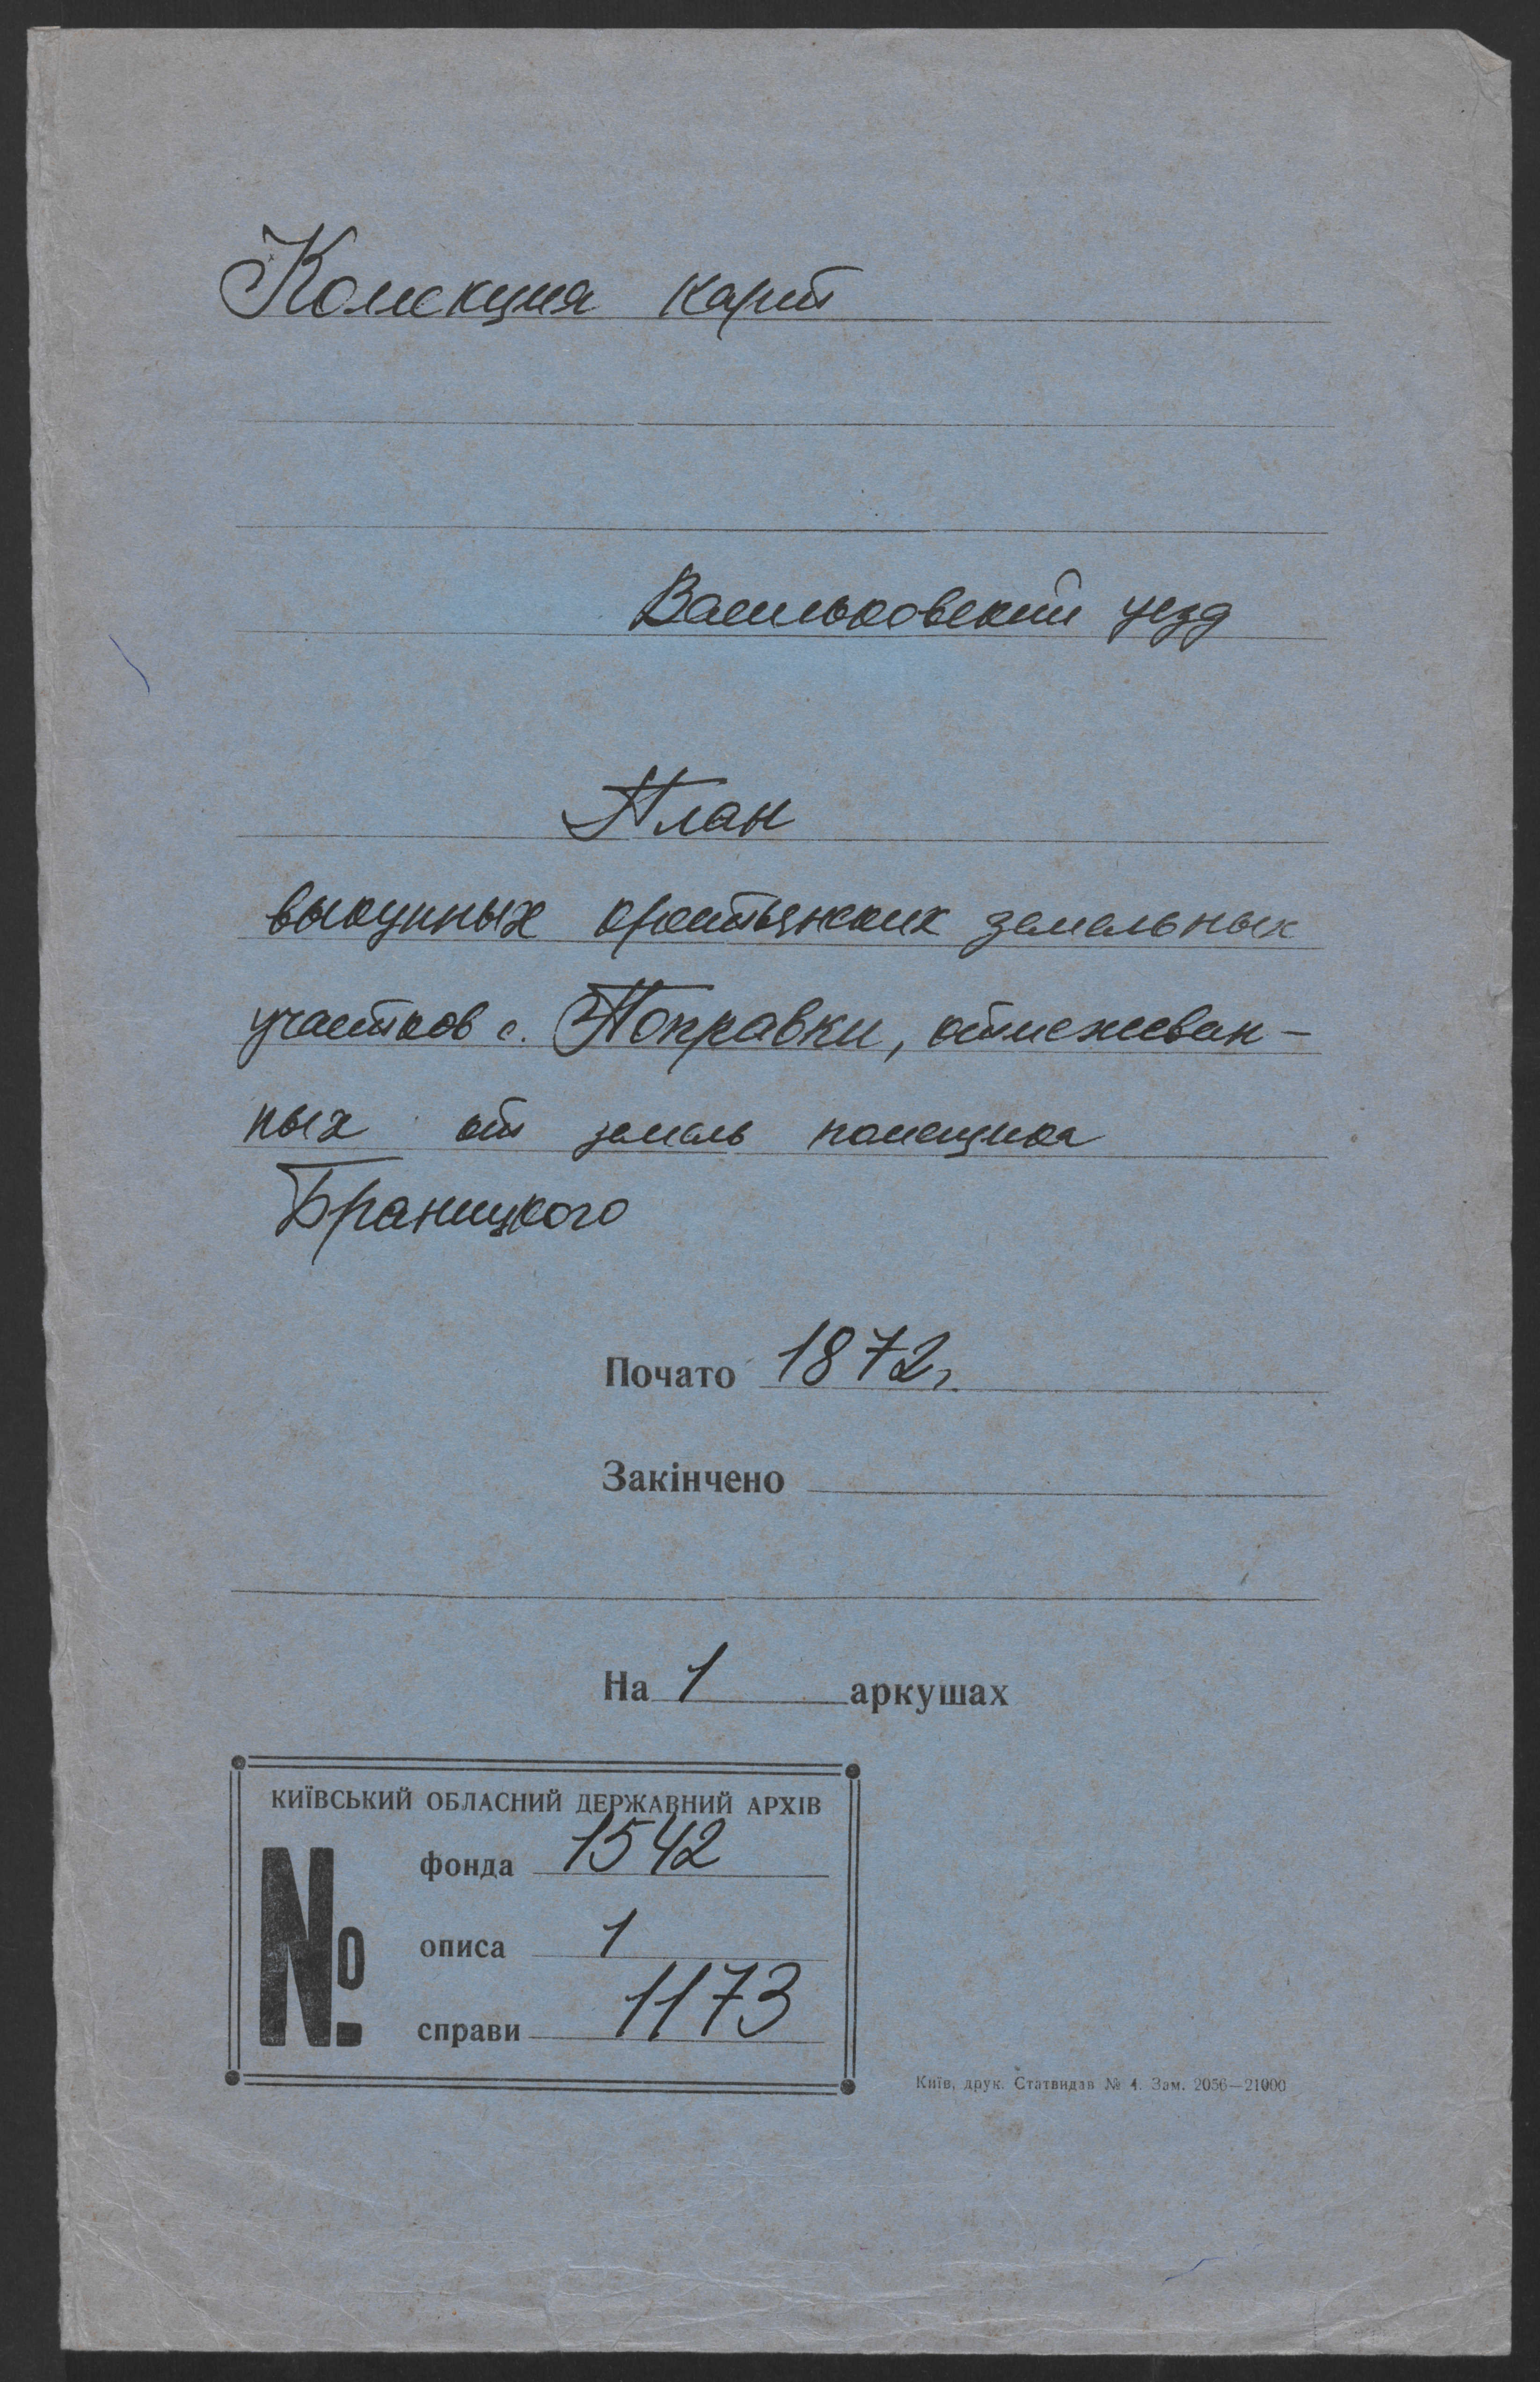 Колекция карт
Васильковский уезд
План
выкупных крестьянских земельных
участков с. Поправки, отмежеван-
ных от земель помещика
Браницкого
Почато 1872г.
Закінчено
На 1 аркушах
КИЇВСЬКИЙ ОБЛАСНИЙ ДЕРЖАВНИЙ АРХІВ
№ фонда 1542
описа 1
справи 1173
Київ, друк. Статвидав № 4. Зам. 2056—21000